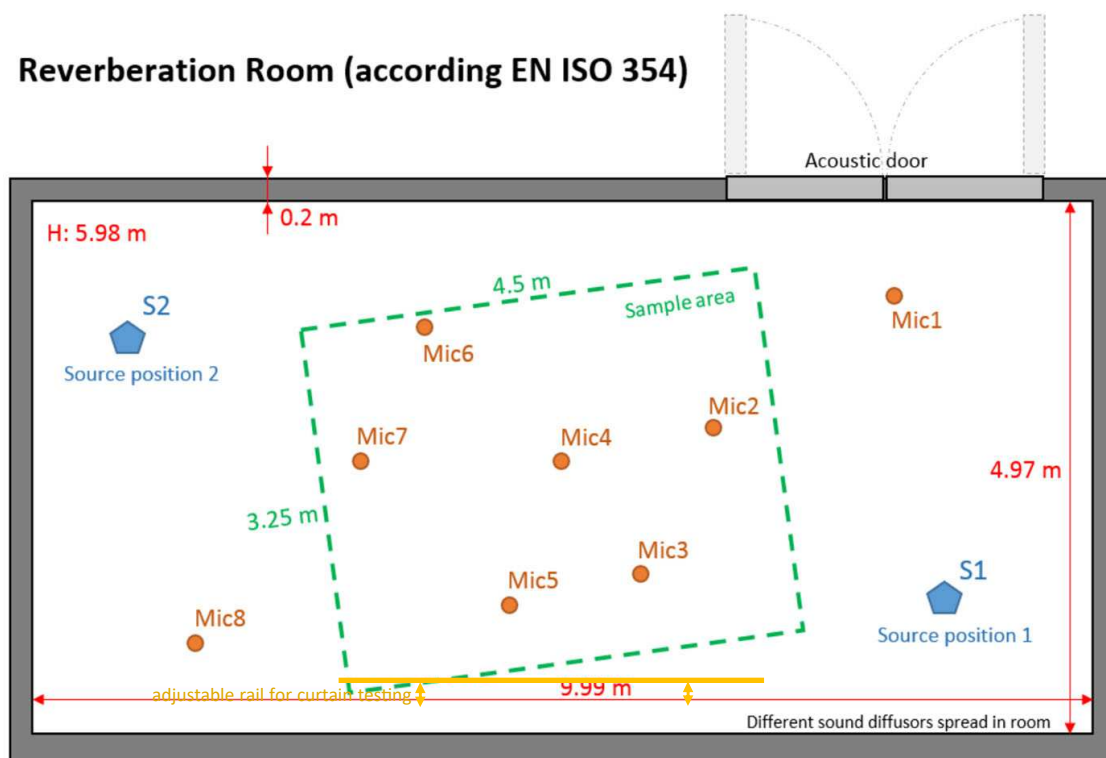 Reverberation Room (according EN ISO 354)
Acoustic door
0.2 m
H: 5.98 m
4.5 m
Sample area
S2
Source position 2
Mic1
Mic6
Mic2
Mic7
Mic4
4.97 m
3.25 m
Mic3
Mic5
S1
Source position 1
Mic8
adjustable rail for curtain testing
9.99 m
Different sound diffusors spread in room